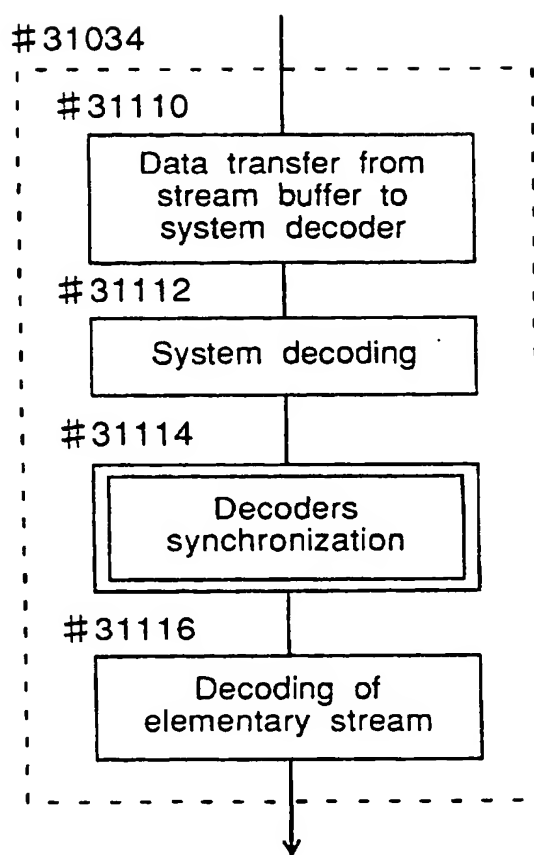 #31034
#31110
Data transfer from
stream buffer to
system decoder
#31112
System decoding
#31114
Decoders
synchronization
#31116
Decoding of
elementary stream